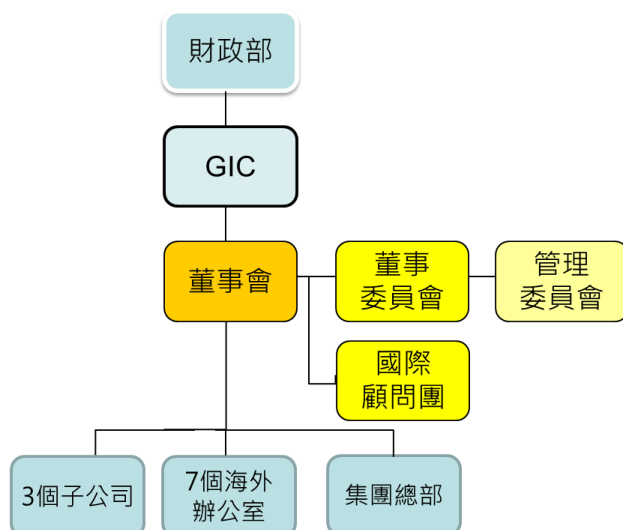 財政部
GIC
董事會
董事
委員會
管理
委員會
國際
顧問團
3個子公司
7個海外
辦公室
集團總部